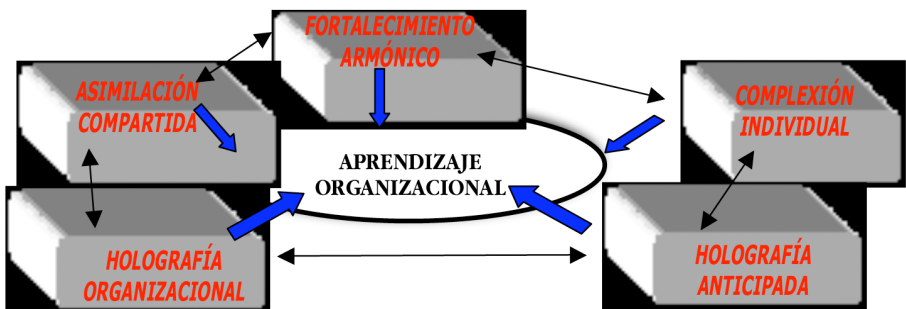 FORTALECIMIENTO
ARMÓNICO
ASIMILACIÓN
COMPARTIDA
COMPLEXIÓN
INDIVIDUAL
APRENDIZAJE
ORGANIZACIONAL
HOLOGRAFÍA
ORGANIZACIONAL
HOLOGRAFÍA
ANTICIPADA